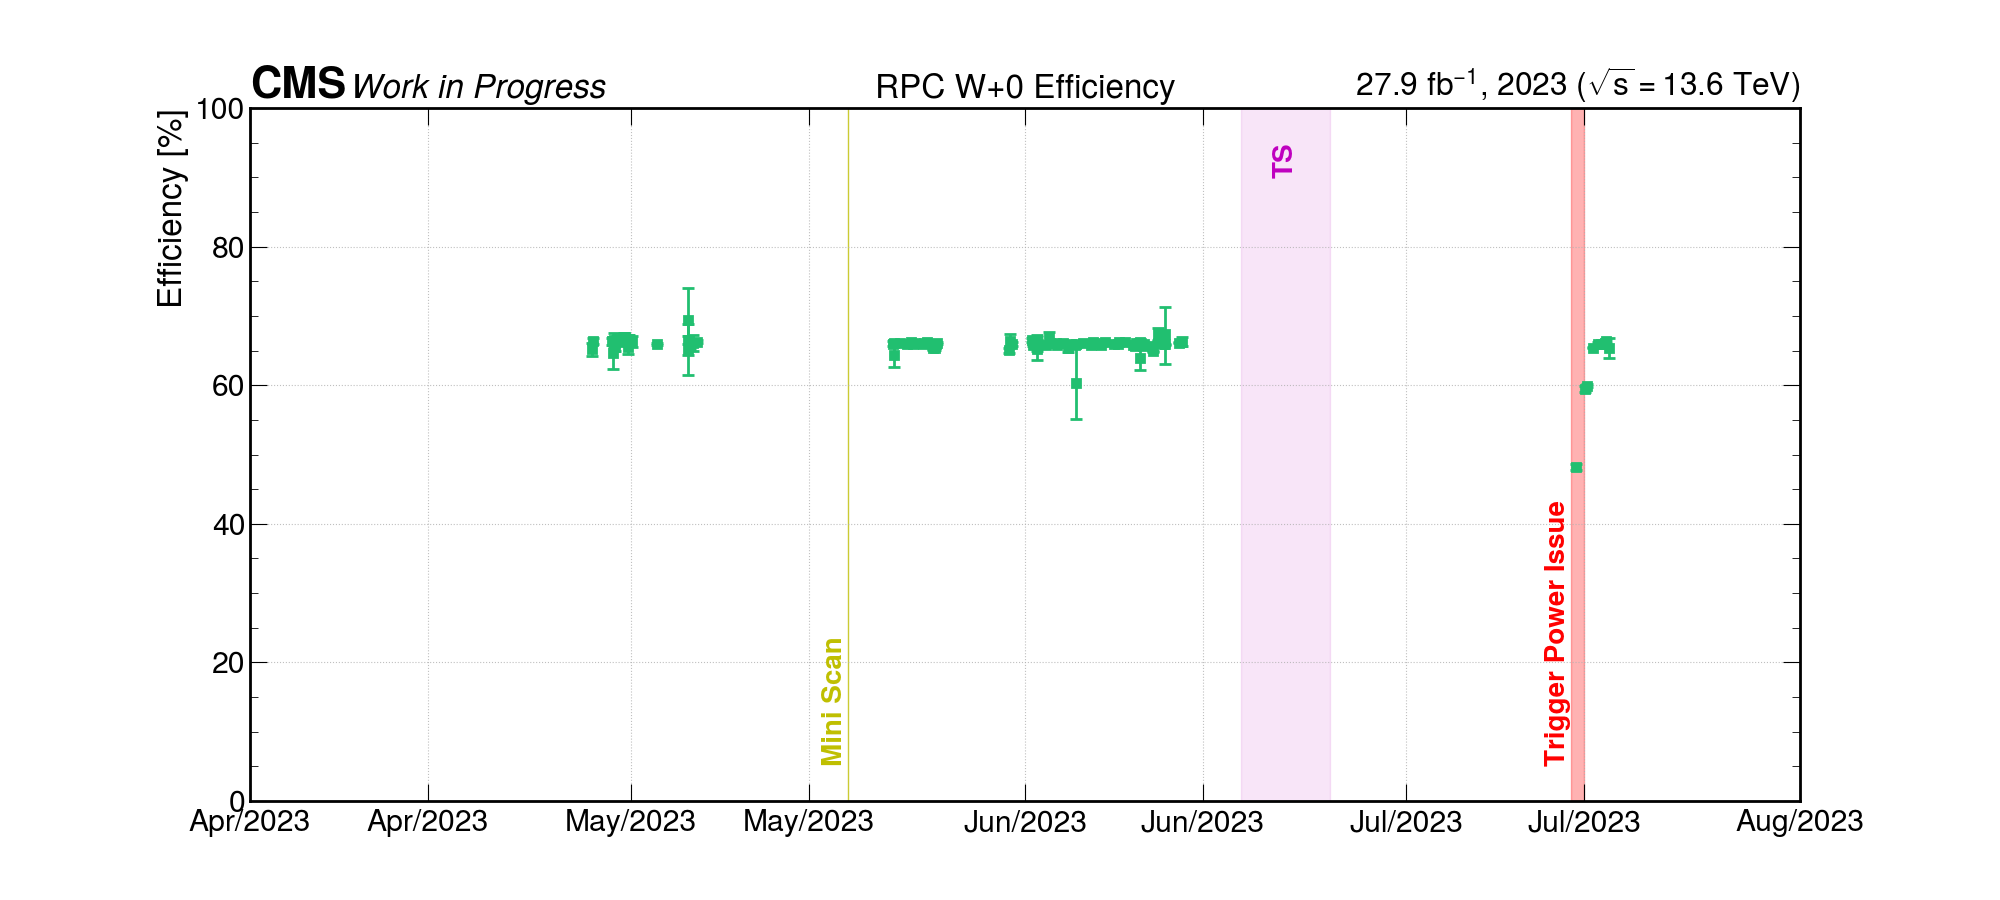 CMS Work in Progress RPC W+0 Efficiency 27.9 fb⁻¹, 2023 (√s = 13.6 TeV)
Efficiency [%]
100
80
60
40
20
0
TS
Mini Scan
Trigger Power Issue
Apr/2023 Apr/2023 May/2023 May/2023 Jun/2023 Jun/2023 Jul/2023 Jul/2023 Aug/2023